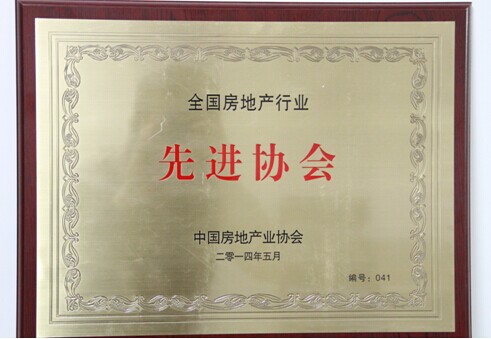 全国房地产行业
先进协会
中国房地产业协会
二零一四年五月
编号：041